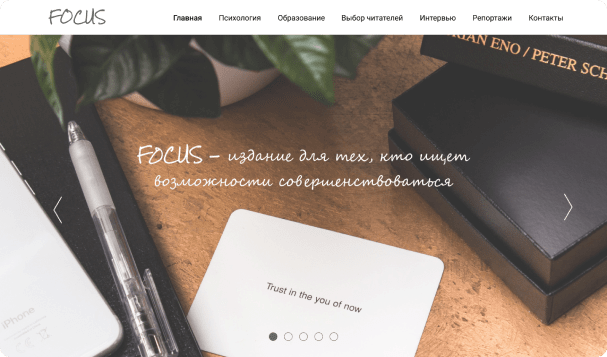 FOCUS
Главная Психология Образование Выбор читателей Интервью Репортажи Контакты
RIAN ENO / PETER SCH
FOCUS – издание для тех, кто ищет
возможности совершенствоваться
Trust in the you of now
iPhone